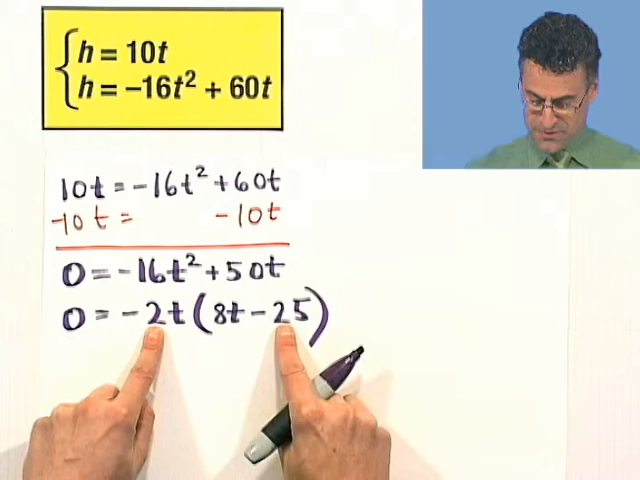 h = 10t
h = –16t² + 60t
10t = -16t² + 60t
-10t =      -10t
0 = -16t² + 50t
0 = -2t (8t - 25)